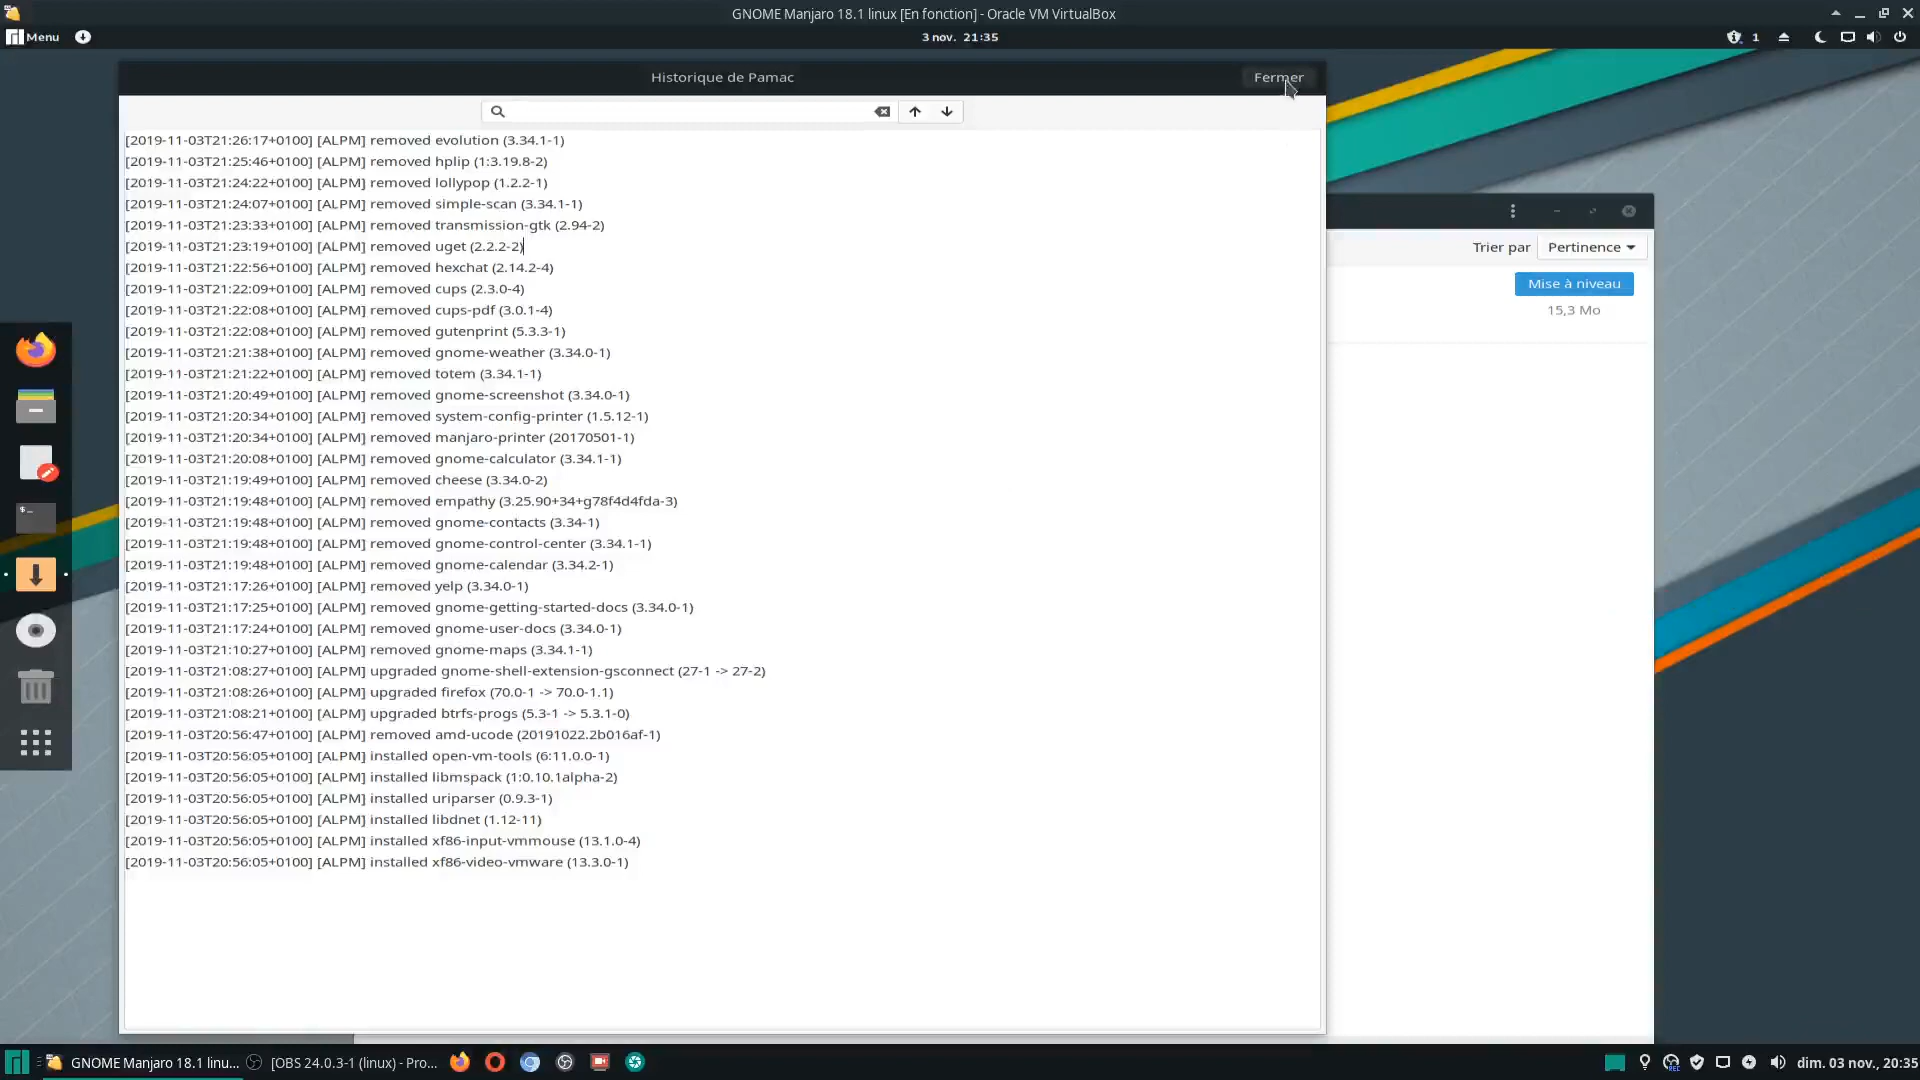 GNOME Manjaro 18.1 linux [En fonction] - Oracle VM VirtualBox
Menu
3 nov. 21:35
1
Historique de Pamac
Fermer
[2019-11-03T21:26:17+0100] [ALPM] removed evolution (3.34.1-1)
[2019-11-03T21:25:46+0100] [ALPM] removed hplip (1:3.19.8-2)
[2019-11-03T21:24:22+0100] [ALPM] removed lollypop (1.2.2-1)
[2019-11-03T21:24:07+0100] [ALPM] removed simple-scan (3.34.1-1)
[2019-11-03T21:23:33+0100] [ALPM] removed transmission-gtk (2.94-2)
[2019-11-03T21:23:19+0100] [ALPM] removed uget (2.2.2-2)
[2019-11-03T21:22:56+0100] [ALPM] removed hexchat (2.14.2-4)
[2019-11-03T21:22:09+0100] [ALPM] removed cups (2.3.0-4)
[2019-11-03T21:22:08+0100] [ALPM] removed cups-pdf (3.0.1-4)
[2019-11-03T21:22:08+0100] [ALPM] removed gutenprint (5.3.3-1)
[2019-11-03T21:21:38+0100] [ALPM] removed gnome-weather (3.34.0-1)
[2019-11-03T21:21:22+0100] [ALPM] removed totem (3.34.1-1)
[2019-11-03T21:20:49+0100] [ALPM] removed gnome-screenshot (3.34.0-1)
[2019-11-03T21:20:34+0100] [ALPM] removed system-config-printer (1.5.12-1)
[2019-11-03T21:20:34+0100] [ALPM] removed manjaro-printer (20170501-1)
[2019-11-03T21:20:08+0100] [ALPM] removed gnome-calculator (3.34.1-1)
[2019-11-03T21:19:49+0100] [ALPM] removed cheese (3.34.0-2)
[2019-11-03T21:19:48+0100] [ALPM] removed empathy (3.25.90+34+g78f4d4fda-3)
[2019-11-03T21:19:48+0100] [ALPM] removed gnome-contacts (3.34-1)
[2019-11-03T21:19:48+0100] [ALPM] removed gnome-control-center (3.34.1-1)
[2019-11-03T21:19:48+0100] [ALPM] removed gnome-calendar (3.34.2-1)
[2019-11-03T21:17:26+0100] [ALPM] removed yelp (3.34.0-1)
[2019-11-03T21:17:25+0100] [ALPM] removed gnome-getting-started-docs (3.34.0-1)
[2019-11-03T21:17:24+0100] [ALPM] removed gnome-user-docs (3.34.0-1)
[2019-11-03T21:10:27+0100] [ALPM] removed gnome-maps (3.34.1-1)
[2019-11-03T21:08:27+0100] [ALPM] upgraded gnome-shell-extension-gsconnect (27-1 -> 27-2)
[2019-11-03T21:08:26+0100] [ALPM] upgraded firefox (70.0-1 -> 70.0-1.1)
[2019-11-03T21:08:21+0100] [ALPM] upgraded btrfs-progs (5.3-1 -> 5.3.1-0)
[2019-11-03T20:56:47+0100] [ALPM] removed amd-ucode (20191022.2b016af-1)
[2019-11-03T20:56:05+0100] [ALPM] installed open-vm-tools (6:11.0.0-1)
[2019-11-03T20:56:05+0100] [ALPM] installed libmspack (1:0.10.1alpha-2)
[2019-11-03T20:56:05+0100] [ALPM] installed uriparser (0.9.3-1)
[2019-11-03T20:56:05+0100] [ALPM] installed libdnet (1.12-11)
[2019-11-03T20:56:05+0100] [ALPM] installed xf86-input-vmmouse (13.1.0-4)
[2019-11-03T20:56:05+0100] [ALPM] installed xf86-video-vmware (13.3.0-1)
Trier par Pertinence
Mise à niveau
15,3 Mo
GNOME Manjaro 18.1 linu...
[OBS 24.0.3-1 (linux) - Pro...
dim. 03 nov., 20:35